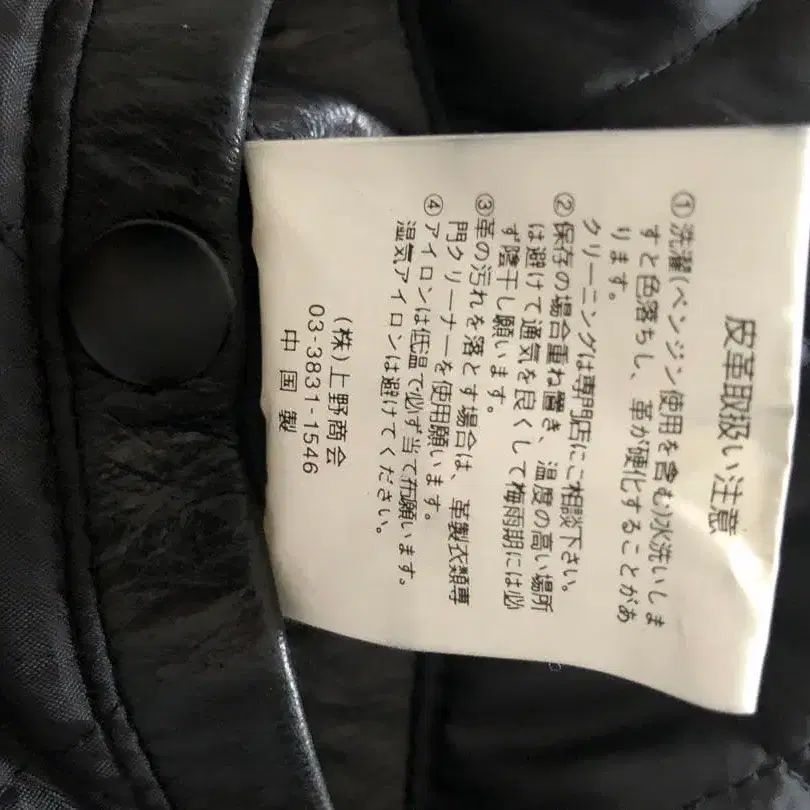 皮革取扱い注意
①洗濯(ベンジン使用を含む)水洗いしま
すと色落ちし、革が硬化することがあ
ります。
クリーニングは専門店にご相談下さい。
②保存の場合重ね置き、温度の高い場所
は避けて通気を良くして梅雨期には必
ず陰干し願います。
③革の汚れを落とす場合は、革製衣類専
門クリーナーを使用願います。
④アイロンは低温で必ず当て布願います。
湿気アイロンは避けてください。
(株)上野商会
03-3831-1546
中国製